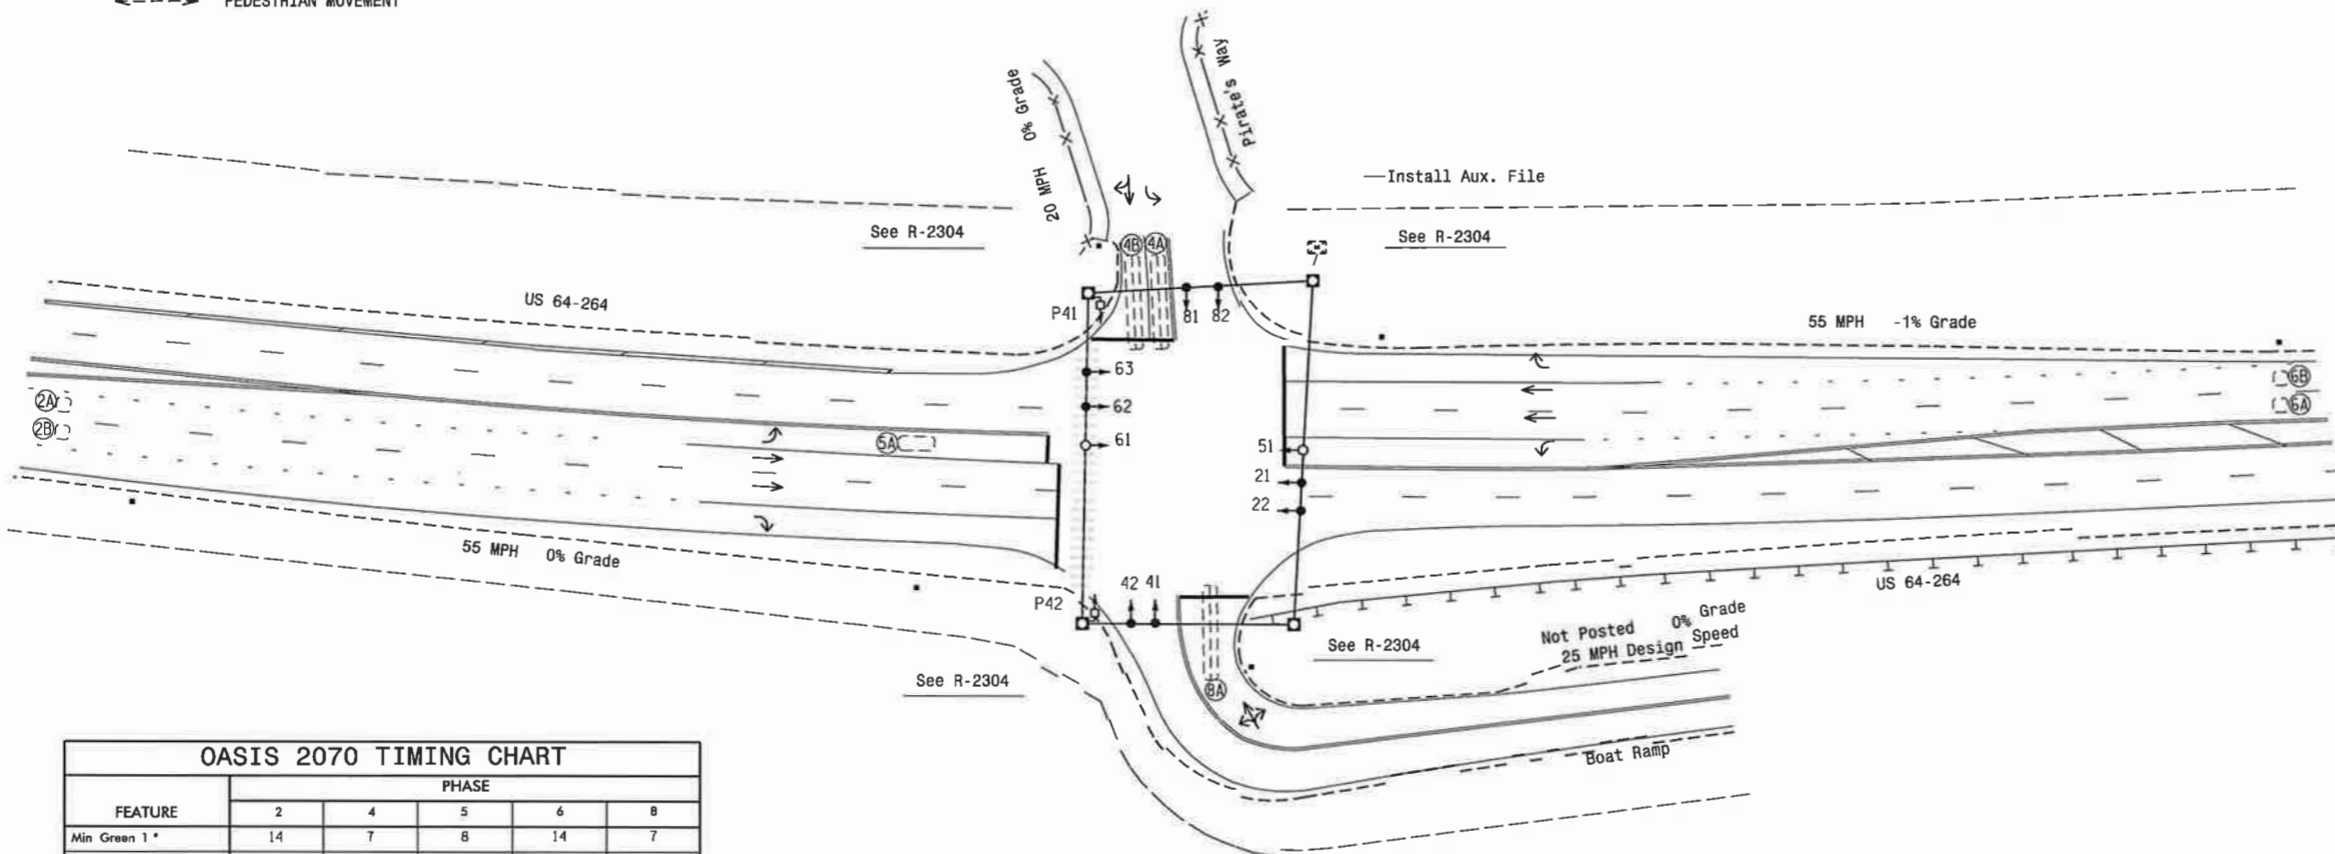 PEDESTRIAN MOVEMENT
20 MPH 0% Grade
Pirate's Way
Install Aux. File
See R-2304
See R-2304
4B 4A
US 64-264
P41
81 82
55 MPH -1% Grade
63
62
61
6B
6A
2A
2B
5A
51
21
22
55 MPH 0% Grade
42 41
P42
US 64-264
See R-2304
Not Posted 0% Grade
25 MPH Design Speed
See R-2304
8A
Boat Ramp
OASIS 2070 TIMING CHART
PHASE
FEATURE 2 4 5 6 8
Min Green 1 * 14 7 8 14 7